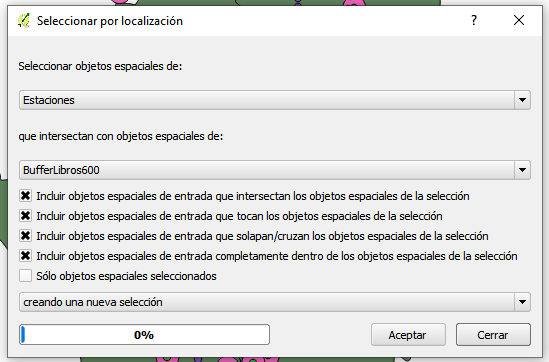 Seleccionar por localización
Seleccionar objetos espaciales de:
Estaciones
que intersectan con objetos espaciales de:
BufferLibros600
Incluir objetos espaciales de entrada que intersectan los objetos espaciales de la selección
Incluir objetos espaciales de entrada que tocan los objetos espaciales de la selección
Incluir objetos espaciales de entrada que solapan/cruzan los objetos espaciales de la selección
Incluir objetos espaciales de entrada completamente dentro de los objetos espaciales de la selección
Sólo objetos espaciales seleccionados
creando una nueva selección
0%
Aceptar
Cerrar